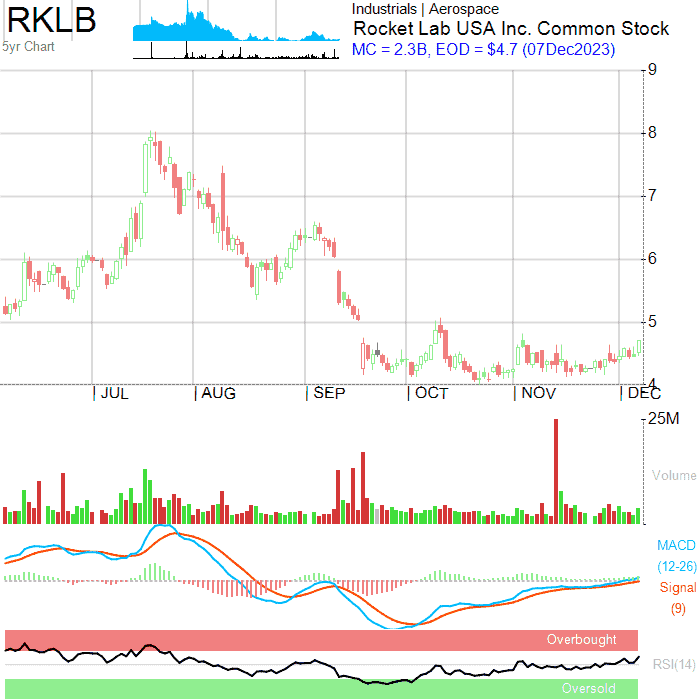 RKLB
5yr Chart
Industrials | Aerospace
Rocket Lab USA Inc. Common Stock
MC = 2.3B, EOD = $4.7 (07Dec2023)
9
8
7
6
5
4
JUL AUG SEP OCT NOV DEC
25M
Volume
MACD
(12-26)
Signal
(9)
Overbought
RSI(14)
Oversold